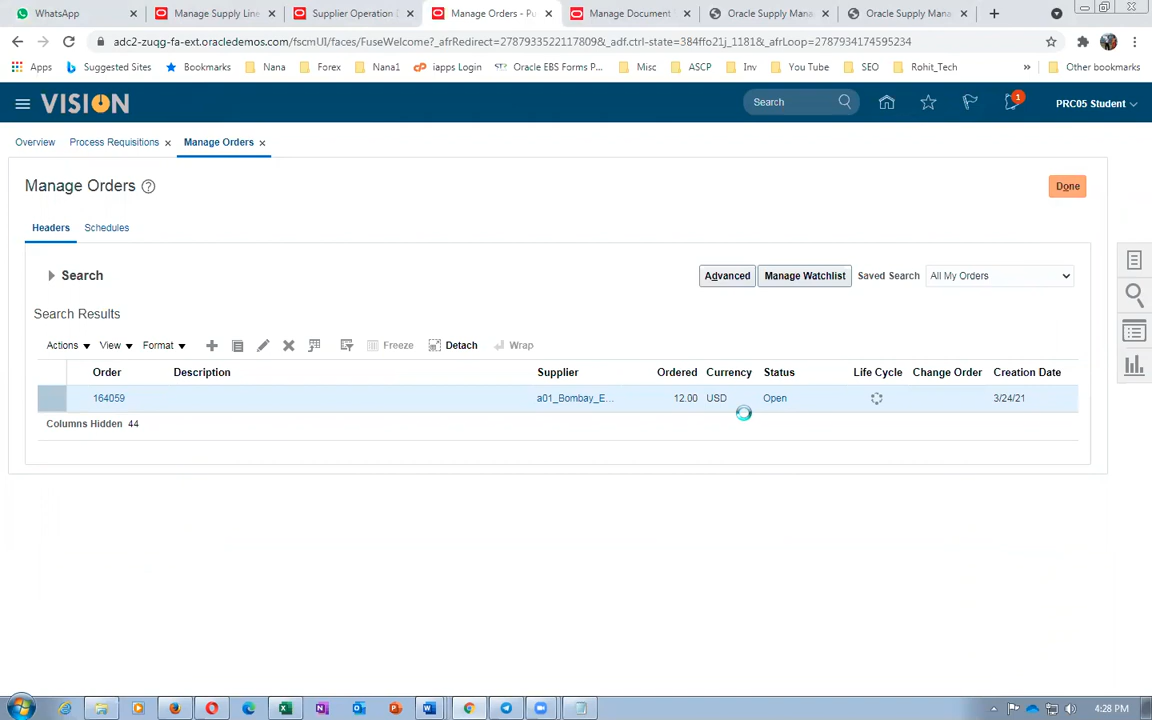 WhatsApp
Manage Supply Line
Supplier Operation D
Manage Orders - Pu
Manage Document
Oracle Supply Mana
Oracle Supply Mana
adc2-zuqg-fa-ext.oracledemos.com/fscmUI/faces/FuseWelcome?_afrRedirect=27879335221178098&_adf.ctrl-state=384ffo21j_1181&_afrLoop=2787934174595234
Apps
Suggested Sites
Bookmarks
Nana
Forex
Nana1
iapps Login
Oracle EBS Forms P...
Misc
ASCP
Inv
You Tube
SEO
Rohit_Tech
»
Other bookmarks
VISION
Search
1
PRC05 Student
Overview
Process Requisitions
Manage Orders
Manage Orders
Done
Headers
Schedules
Search
Advanced
Manage Watchlist
Saved Search
All My Orders
Search Results
Actions
View
Format
Freeze
Detach
Wrap
Order
Description
Supplier
Ordered
Currency
Status
Life Cycle
Change Order
Creation Date
164059
a01_Bombay_E...
12.00
USD
Open
3/24/21
Columns Hidden 44
4:28 PM